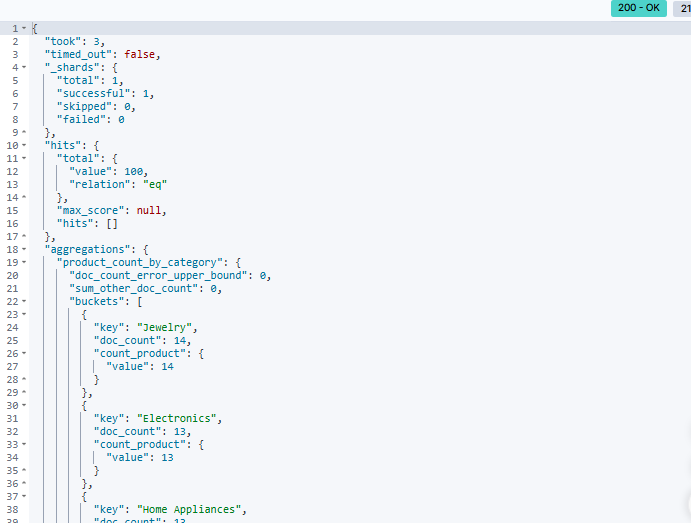 200 - OK
21
1 {
2 "took": 3,
3 "timed_out": false,
4 "_shards": {
5 "total": 1,
6 "successful": 1,
7 "skipped": 0,
8 "failed": 0
9 },
10 "hits": {
11 "total": {
12 "value": 100,
13 "relation": "eq"
14 },
15 "max_score": null,
16 "hits": []
17 },
18 "aggregations": {
19 "product_count_by_category": {
20 "doc_count_error_upper_bound": 0,
21 "sum_other_doc_count": 0,
22 "buckets": [
23 {
24 "key": "Jewelry",
25 "doc_count": 14,
26 "count_product": {
27 "value": 14
28 }
29 },
30 {
31 "key": "Electronics",
32 "doc_count": 13,
33 "count_product": {
34 "value": 13
35 }
36 },
37 {
38 "key": "Home Appliances",
39 "doc_count": 13,